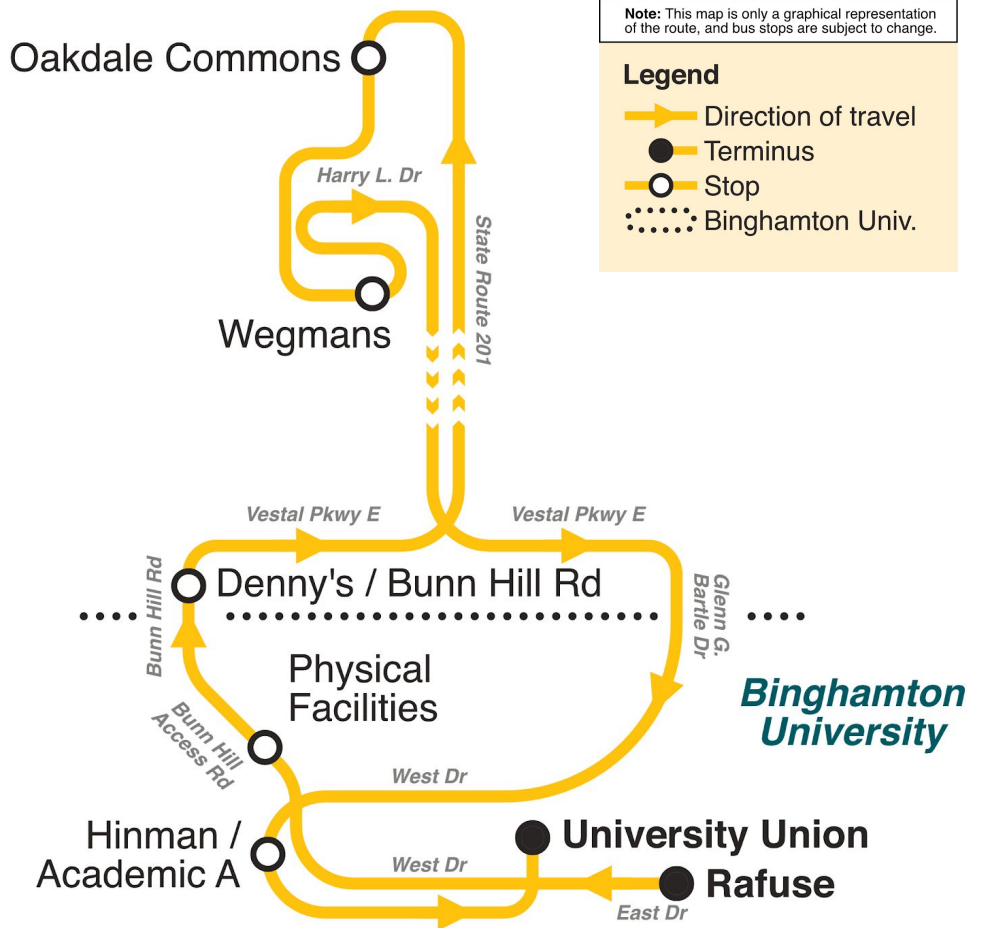 Note: This map is only a graphical representation
of the route, and bus stops are subject to change.
Legend
Direction of travel
Terminus
Stop
Binghamton Univ.
Oakdale Commons
Harry L. Dr
State Route 201
Wegmans
Vestal Pkwy E
Vestal Pkwy E
Bunn Hill Rd
Denny's / Bunn Hill Rd
Glenn G.
Bartle Dr
Physical
Facilities
Binghamton
University
Bunn Hill
Access Rd
West Dr
Hinman /
Academic A
University Union
West Dr
Rafuse
East Dr